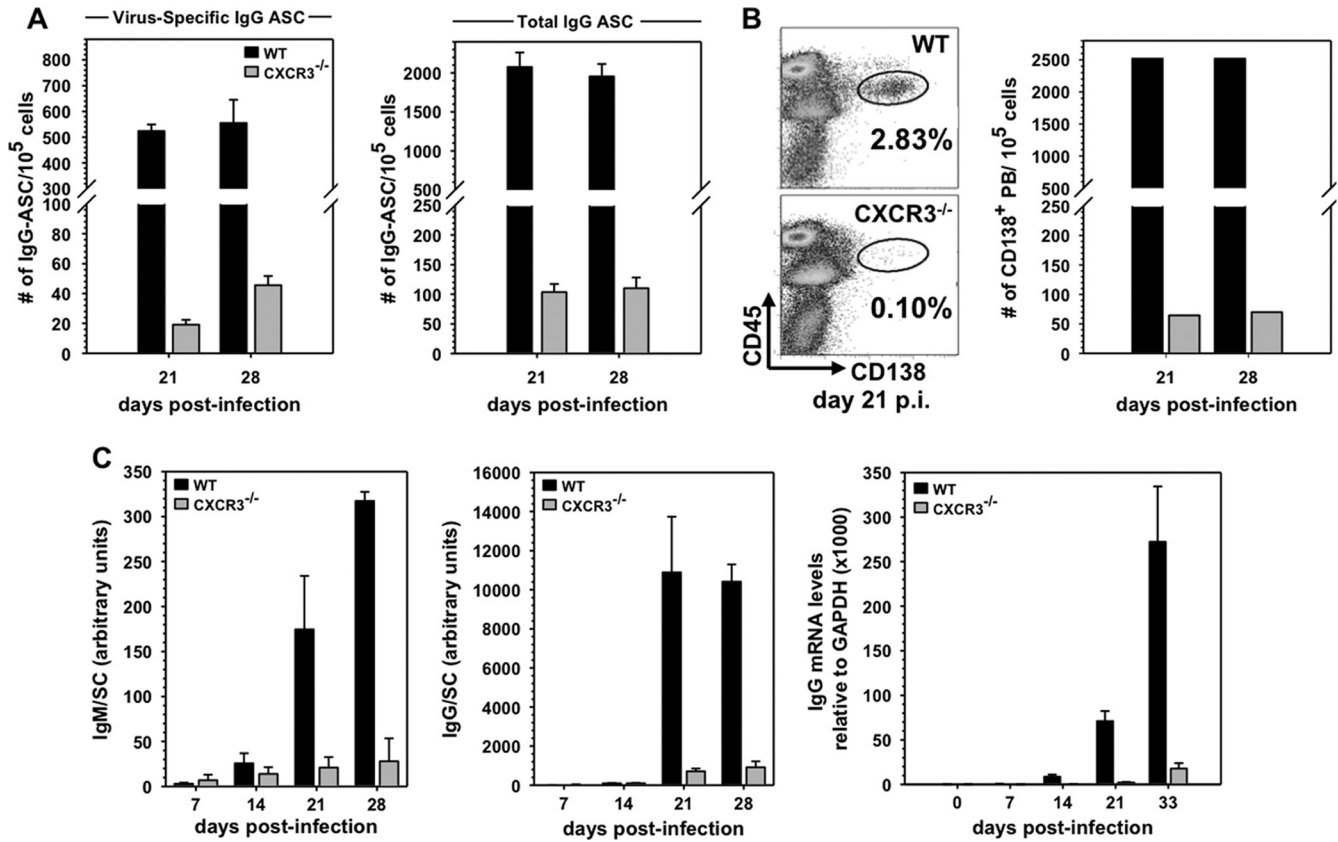 A
Virus-Specific IgG ASC
# of IgG-ASC/10^5 cells
800
700
600
500
400
300
100
80
60
40
20
0
WT
CXCR3-/-
21 28
days post-infection
Total IgG ASC
# of IgG-ASC/10^5 cells
2000
1500
1000
500
250
200
150
100
50
0
21 28
days post-infection
B
WT
2.83%
CXCR3-/-
0.10%
CD45
CD138
day 21 p.i.
# of CD138+ PB/ 10^5 cells
2500
2000
1500
1000
500
250
200
150
100
50
0
21 28
days post-infection
C
IgM/SC (arbitrary units)
350
300
250
200
150
100
50
0
WT
CXCR3-/-
7 14 21 28
days post-infection
IgG/SC (arbitrary units)
16000
14000
12000
10000
8000
6000
4000
2000
0
WT
CXCR3-/-
7 14 21 28
days post-infection
IgG mRNA levels
relative to GAPDH (x1000)
350
300
250
200
150
100
50
0
WT
CXCR3-/-
0 7 14 21 33
days post-infection